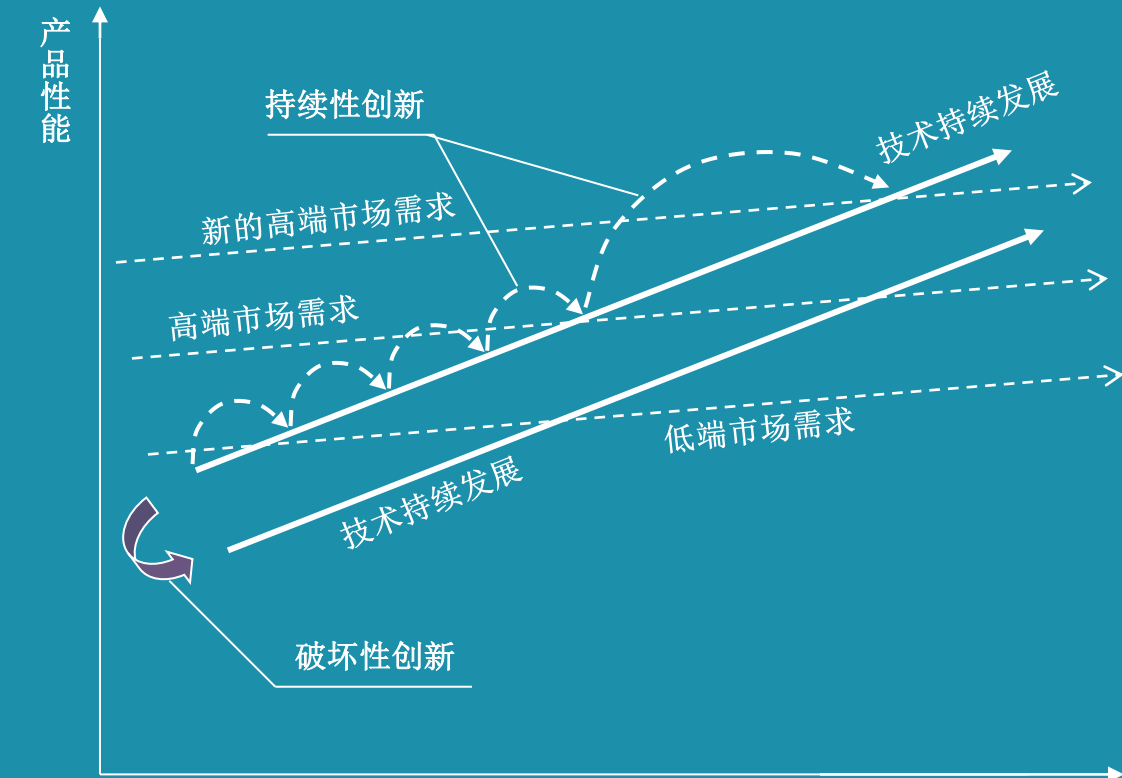 产品性能
持续性创新
技术持续发展
新的高端市场需求
高端市场需求
低端市场需求
技术持续发展
破坏性创新